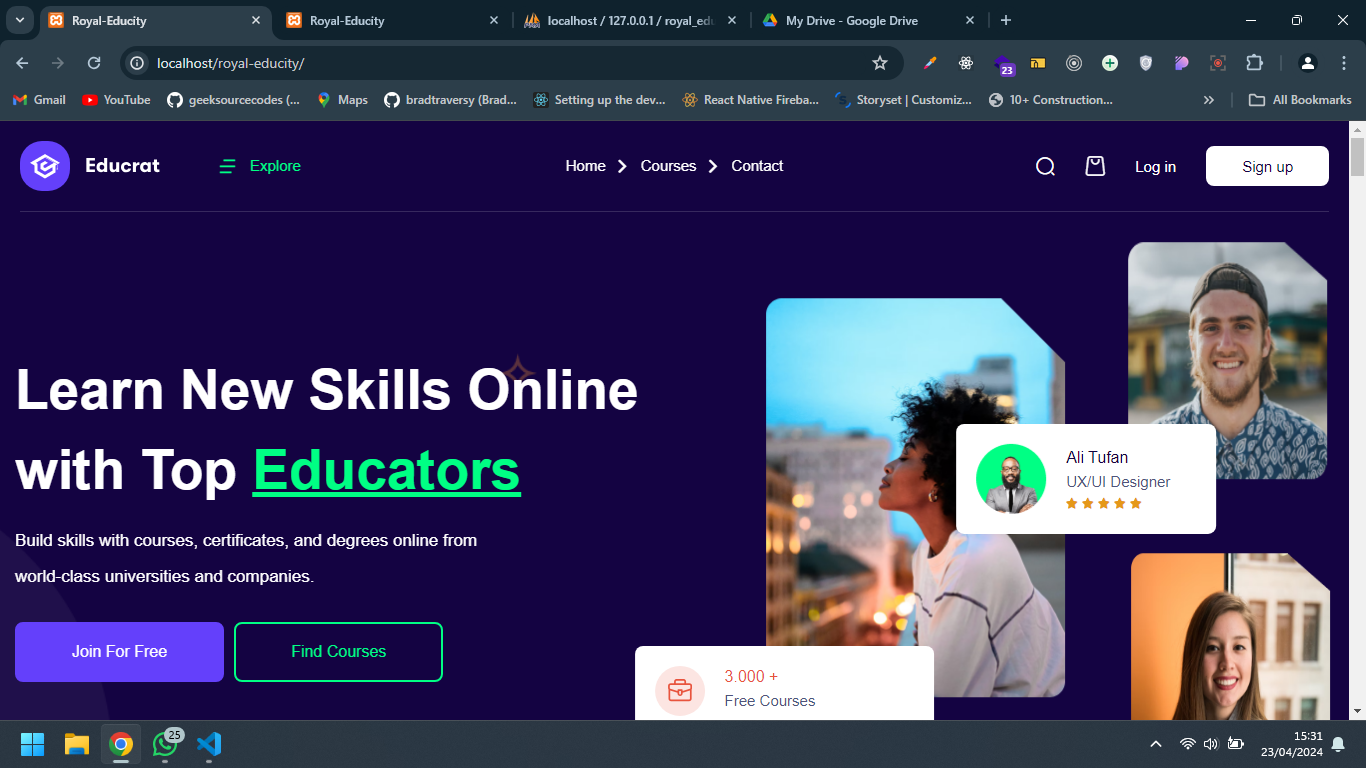 Royal-Educity
Royal-Educity
localhost / 127.0.0.1 / royal_edu
My Drive - Google Drive
localhost/royal-educity/
23
Gmail
YouTube
geeksourcecodes (...
Maps
bradtraversy (Brad...
Setting up the dev...
React Native Fireba...
Storyset | Customiz...
10+ Construction...
All Bookmarks
Educrat
Explore
Home
Courses
Contact
Log in
Sign up
Learn New Skills Online
with Top Educators
Build skills with courses, certificates, and degrees online from
world-class universities and companies.
Join For Free
Find Courses
Ali Tufan
UX/UI Designer
3.000 +
Free Courses
25
15:31
23/04/2024